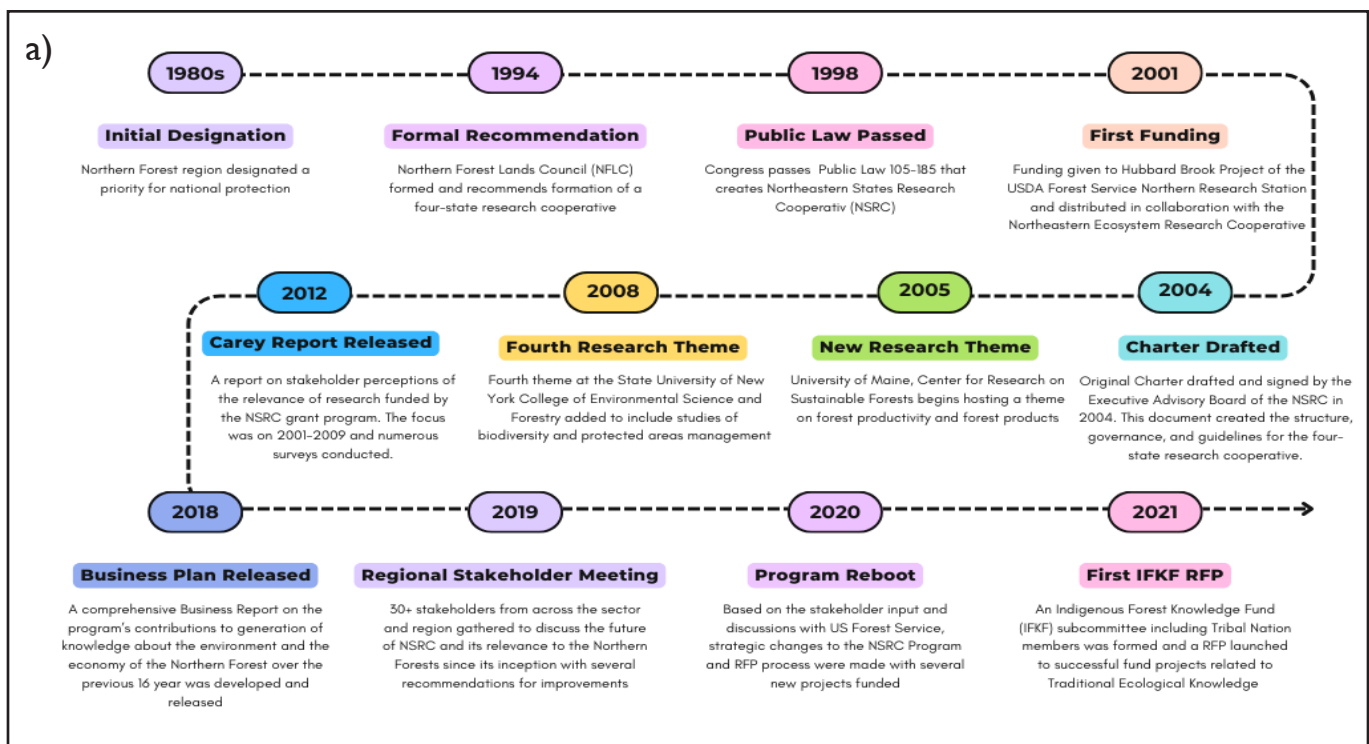 a)
1980s
1994
1998
2001
Initial Designation
Northern Forest region designated a
priority for national protection
Formal Recommendation
Northern Forest Lands Council (NFLC)
formed and recommends formation of a
four-state research cooperative
Public Law Passed
Congress passes Public Law 105-185 that
creates Northeastern States Research
Cooperativ (NSRC)
First Funding
Funding given to Hubbard Brook Project of the
USDA Forest Service Northern Research Station
and distributed in collaboration with the
Northeastern Ecosystem Research Cooperative
2012
2008
2005
2004
Carey Report Released
A report on stakeholder perceptions of
the relevance of research funded by
the NSRC grant program. The focus
was on 2001-2009 and numerous
surveys conducted.
Fourth Research Theme
Fourth theme at the State University of New
York College of Environmental Science and
Forestry added to include studies of
biodiversity and protected areas management
New Research Theme
University of Maine, Center for Research on
Sustainable Forests begins hosting a theme
on forest productivity and forest products
Charter Drafted
Original Charter drafted and signed by the
Executive Advisory Board of the NSRC in
2004. This document created the structure,
governance, and guidelines for the four-
state research cooperative.
2018
2019
2020
2021
Business Plan Released
A comprehensive Business Report on the
program's contributions to generation of
knowledge about the environment and the
economy of the Northern Forest over the
previous 16 year was developed and
released
Regional Stakeholder Meeting
30+ stakeholders from across the sector
and region gathered to discuss the future
of NSRC and its relevance to the Northern
Forests since its inception with several
recommendations for improvements
Program Reboot
Based on the stakeholder input and
discussions with US Forest Service,
strategic changes to the NSRC Program
and RFP process were made with several
new projects funded
First IFKF RFP
An Indigenous Forest Knowledge Fund
(IFKF) subcommittee including Tribal Nation
members was formed and a RFP launched
to successful fund projects related to
Traditional Ecological Knowledge